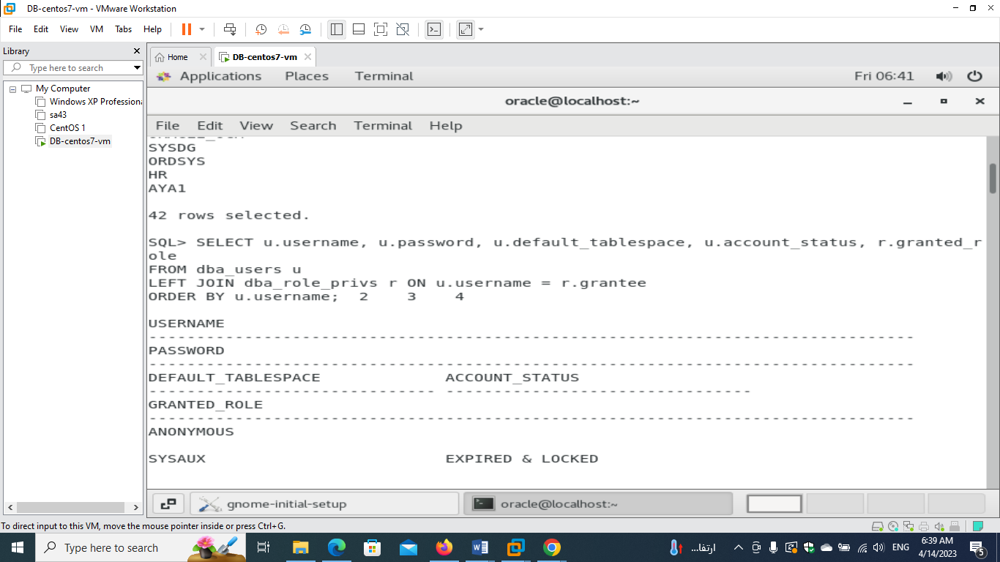 DB-centos7-vm - VMware Workstation
File Edit View VM Tabs Help
Library
Type here to search
My Computer
Windows XP Professiona
sa43
CentOS 1
DB-centos7-vm
Home
DB-centos7-vm
Applications Places Terminal Fri 06:41
oracle@localhost:~
File Edit View Search Terminal Help
SYSDG
ORDSYS
HR
AYA1
42 rows selected.
SQL> SELECT u.username, u.password, u.default_tablespace, u.account_status, r.granted_r
ole
FROM dba_users u
LEFT JOIN dba_role_privs r ON u.username = r.grantee
ORDER BY u.username; 2 3 4
USERNAME
--------------------------------------------------------------------------------
PASSWORD
--------------------------------------------------------------------------------
DEFAULT_TABLESPACE ACCOUNT_STATUS
------------------------------ --------------------------------
GRANTED_ROLE
--------------------------------------------------------------------------------
ANONYMOUS
SYSAUX EXPIRED & LOCKED
gnome-initial-setup
oracle@localhost:~
To direct input to this VM, move the mouse pointer inside or press Ctrl+G.
Type here to search
ارتفا...
ENG
6:39 AM
4/14/2023
5